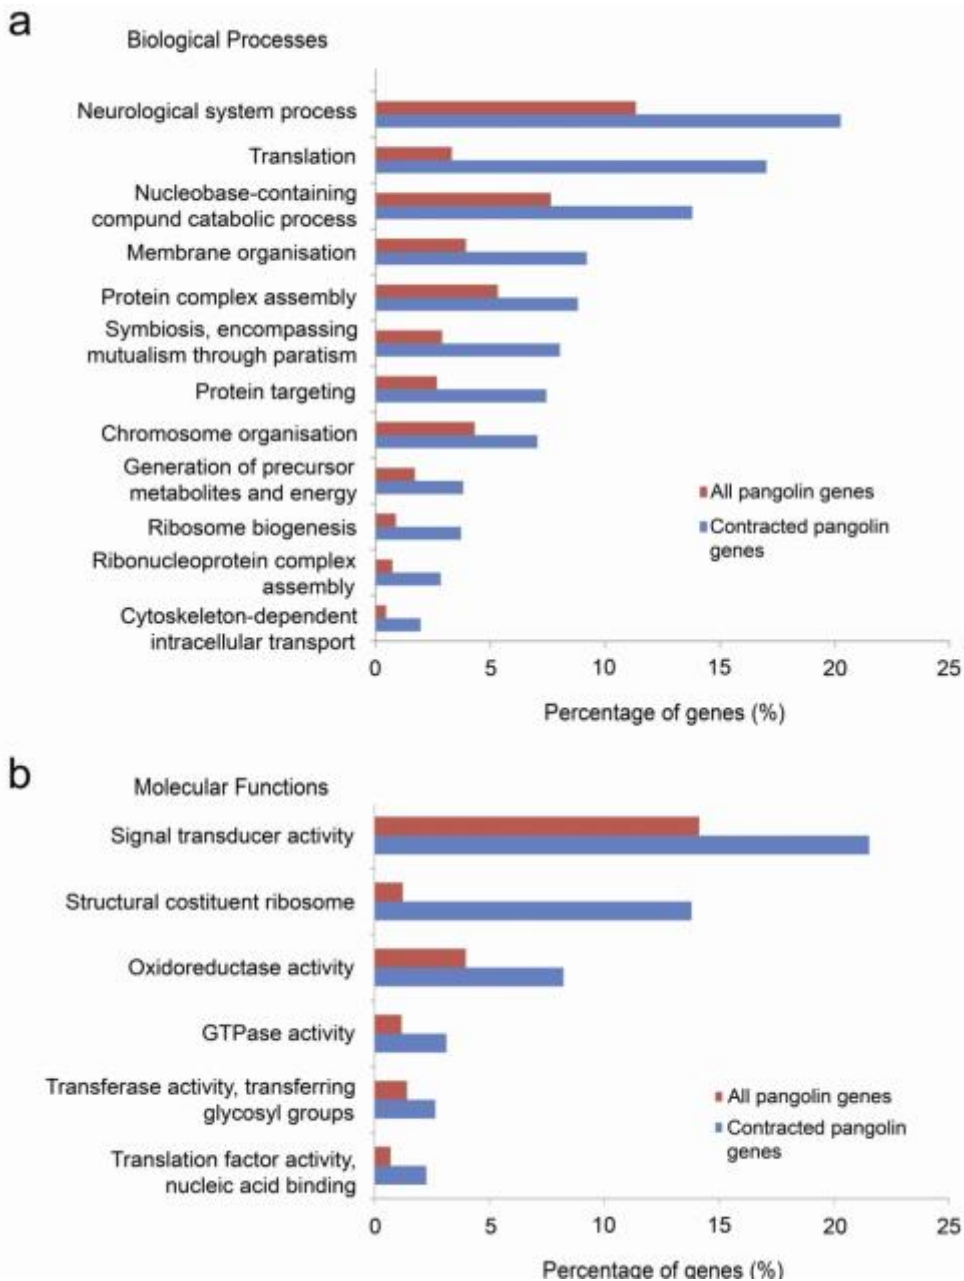 a
Biological Processes
Neurological system process
Translation
Nucleobase-containing
compund catabolic process
Membrane organisation
Protein complex assembly
Symbiosis, encompassing
mutualism through paratism
Protein targeting
Chromosome organisation
Generation of precursor
metabolites and energy
Ribosome biogenesis
Ribonucleoprotein complex
assembly
Cytoskeleton-dependent
intracellular transport
All pangolin genes
Contracted pangolin
genes
0 5 10 15 20 25
Percentage of genes (%)
b
Molecular Functions
Signal transducer activity
Structural costituent ribosome
Oxidoreductase activity
GTPase activity
Transferase activity, transferring
glycosyl groups
Translation factor activity,
nucleic acid binding
All pangolin genes
Contracted pangolin
genes
0 5 10 15 20 25
Percentage of genes (%)